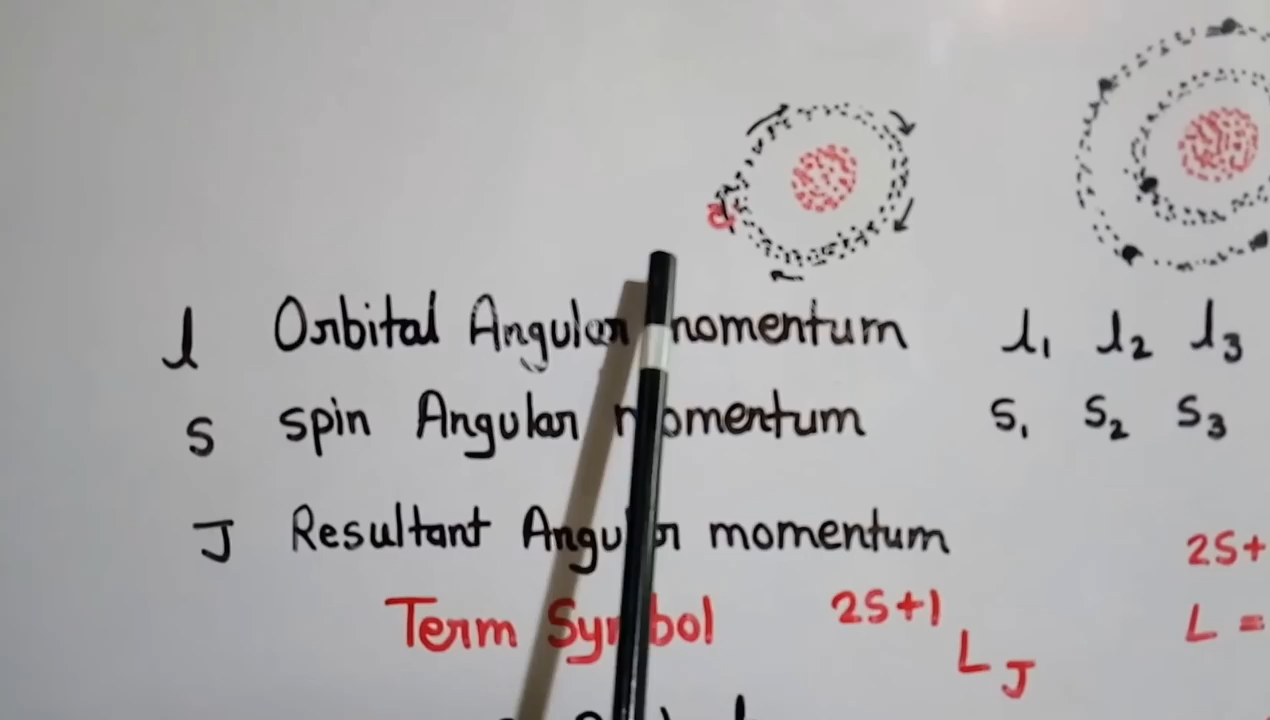 l Orbital Angular momentum l₁ l₂ l₃
s spin Angular momentum s₁ s₂ s₃
J Resultant Angular momentum
2S+
Term Symbol 2S+1 L J
L =